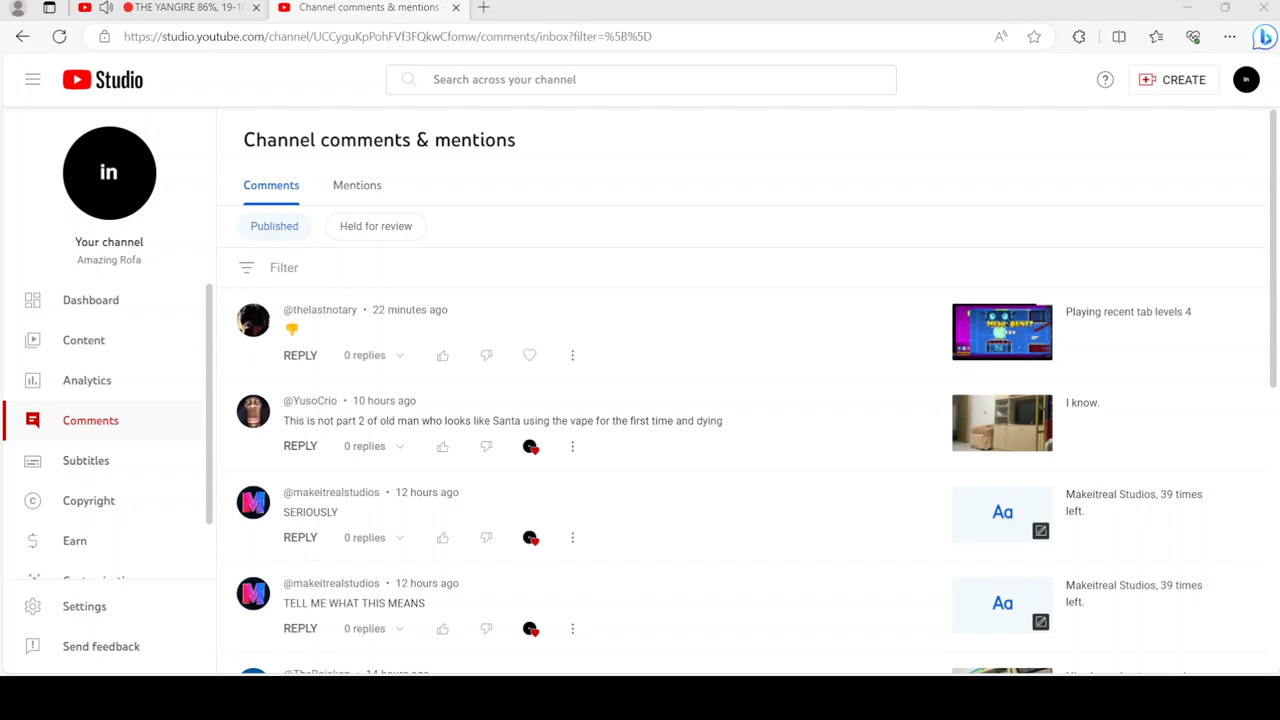 THE YANGIRE 86%, 19-1
Channel comments & mentions
https://studio.youtube.com/channel/UCCyguKpPohFVf3FQkwCfomw/comments/inbox?filter=%5B%5D
Studio
Search across your channel
CREATE
in
in
Your channel
Amazing Rofa
Dashboard
Content
Analytics
Comments
Subtitles
Copyright
Earn
Settings
Send feedback
Channel comments & mentions
Comments
Mentions
Published
Held for review
Filter
@thelastnotary • 22 minutes ago
👎
REPLY
0 replies
Playing recent tab levels 4
@YusoCrio • 10 hours ago
This is not part 2 of old man who looks like Santa using the vape for the first time and dying
REPLY
0 replies
I know.
@makeitrealstudios • 12 hours ago
SERIOUSLY
REPLY
0 replies
Aa
Makeitreal Studios, 39 times
left.
@makeitrealstudios • 12 hours ago
TELL ME WHAT THIS MEANS
REPLY
0 replies
Aa
Makeitreal Studios, 39 times
left.